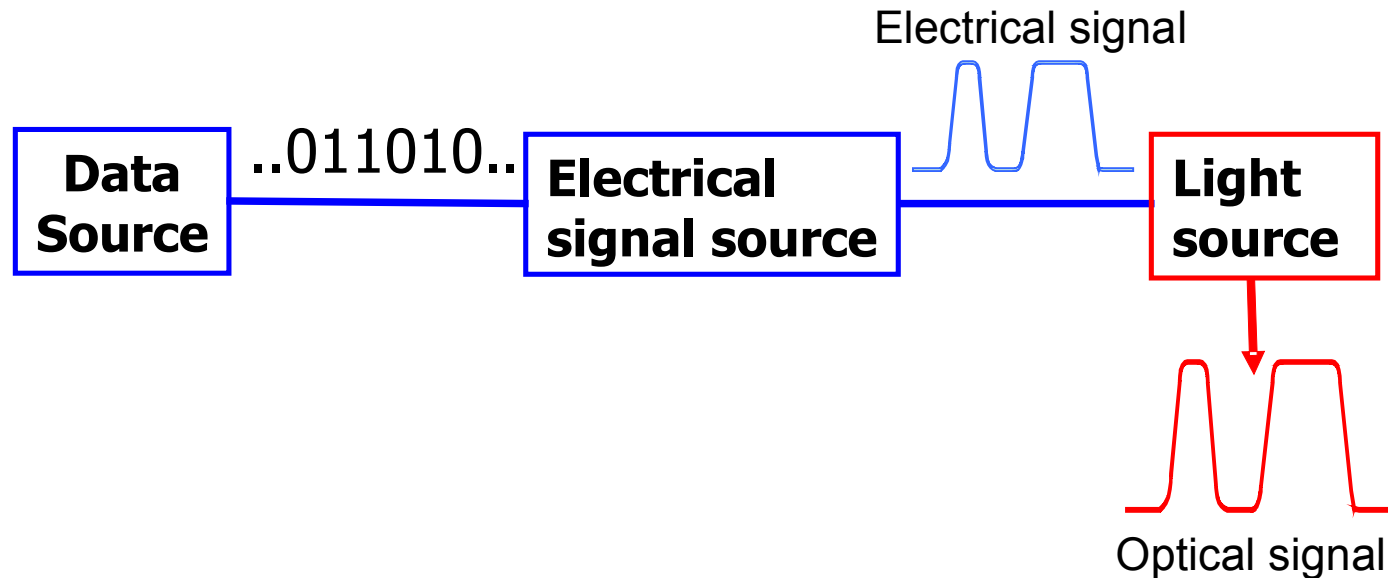 Electrical signal
Data
Source
..011010..
Electrical
signal source
Light
source
Optical signal